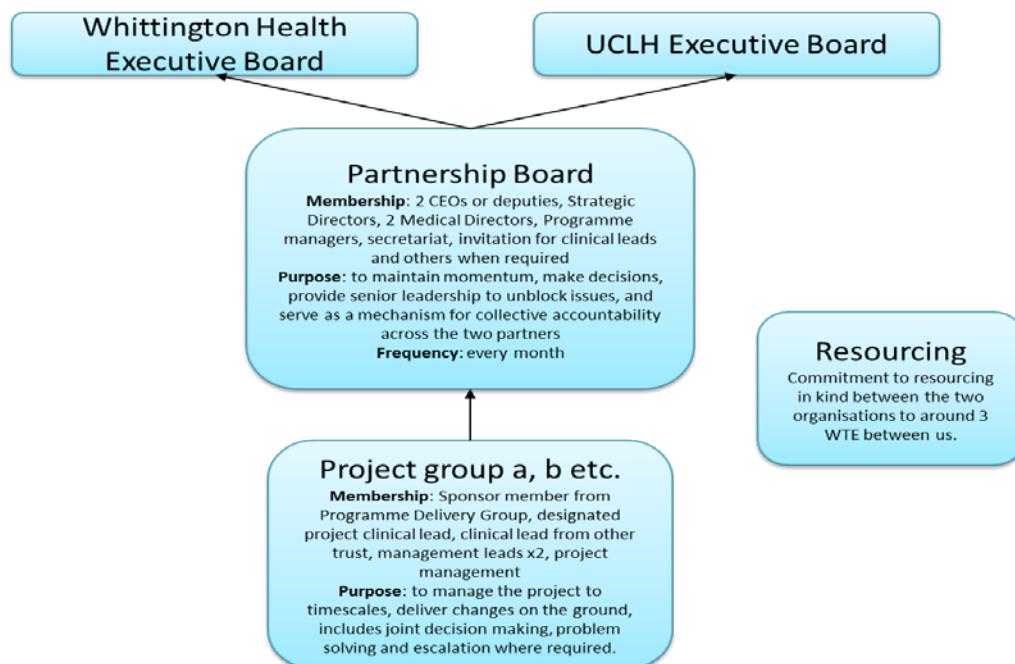 Whittington Health
Executive Board
UCLH Executive Board
Partnership Board
Membership: 2 CEOs or deputies, Strategic
Directors, 2 Medical Directors, Programme
managers, secretariat, invitation for clinical leads
and others when required
Purpose: to maintain momentum, make decisions,
provide senior leadership to unblock issues, and
serve as a mechanism for collective accountability
across the two partners
Frequency: every month
Resourcing
Commitment to resourcing
in kind between the two
organisations to around 3
WTE between us.
Project group a, b etc.
Membership: Sponsor member from
Programme Delivery Group, designated
project clinical lead, clinical lead from other
trust, management leads x2, project
management
Purpose: to manage the project to
timescales, deliver changes on the ground,
includes joint decision making, problem
solving and escalation where required.